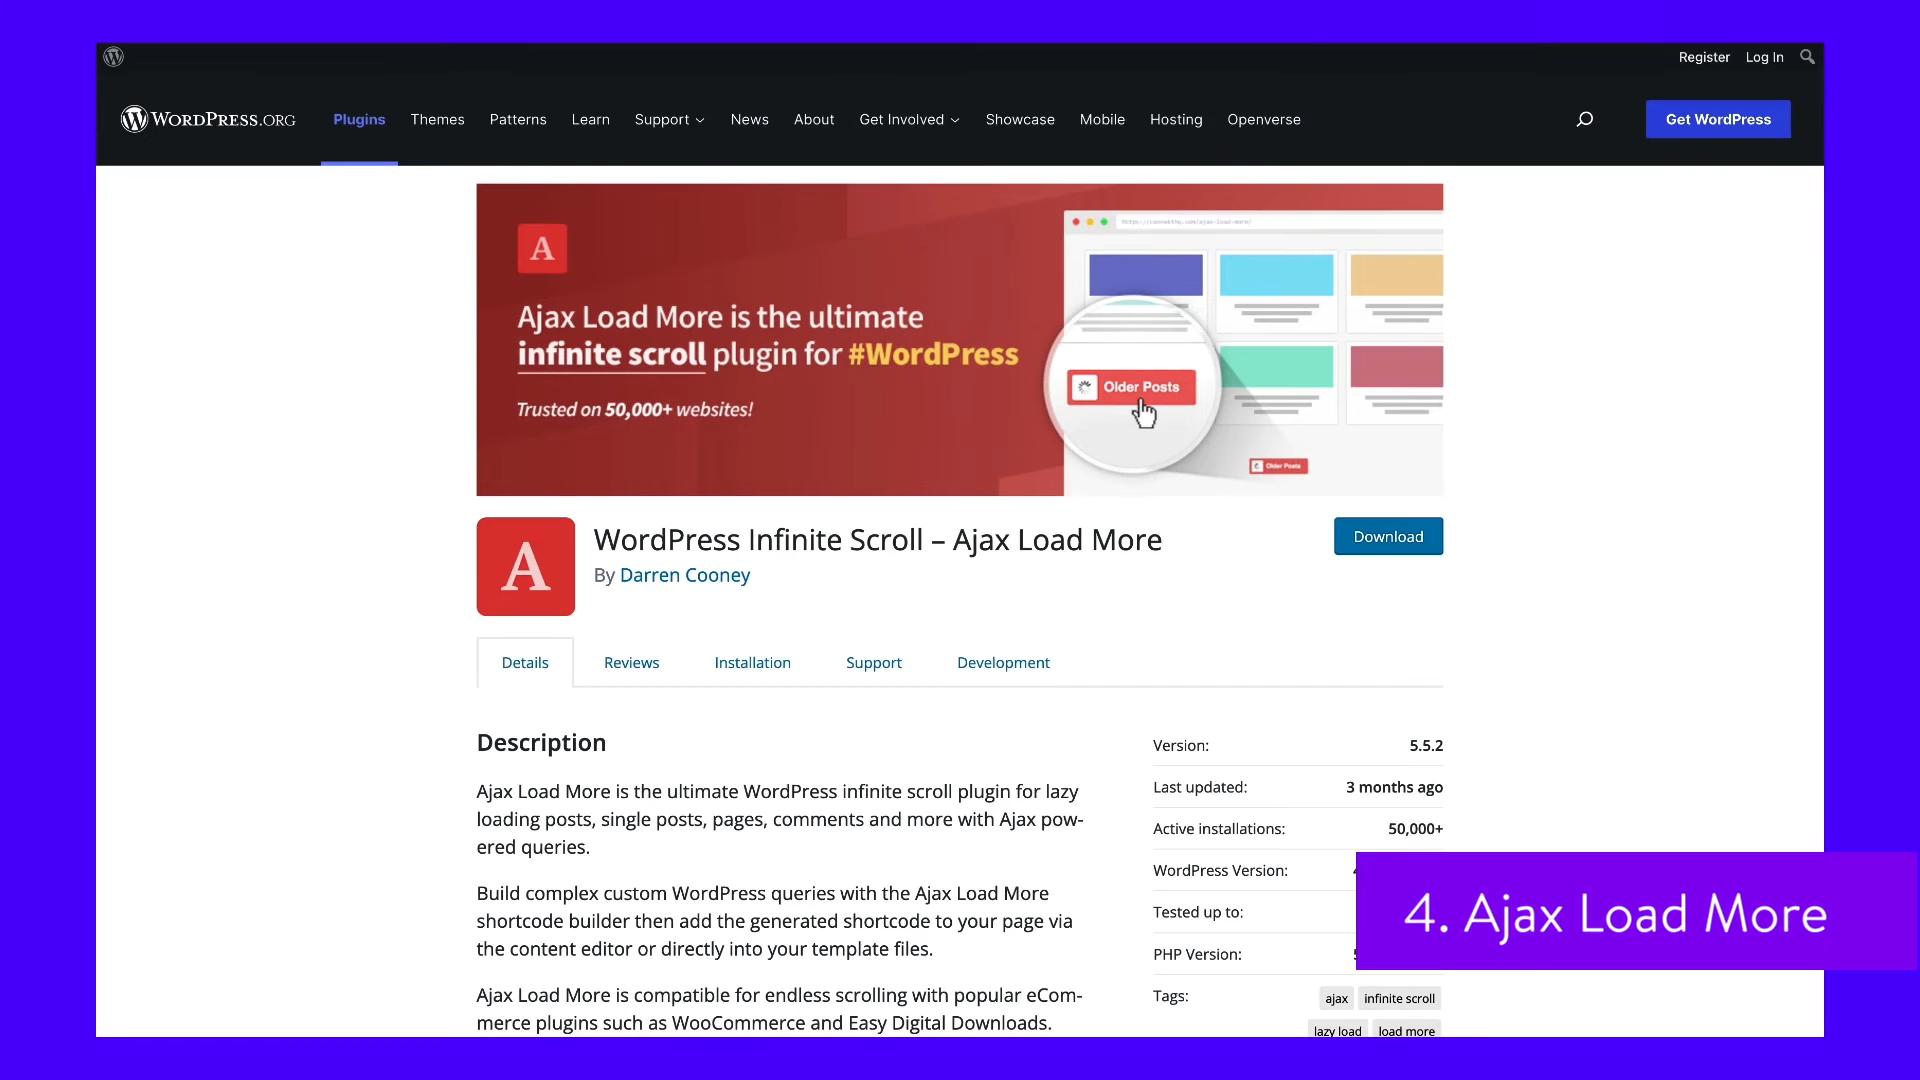 Register Log In
WORDPRESS.ORG Plugins Themes Patterns Learn Support News About Get Involved Showcase Mobile Hosting Openverse Get WordPress
https://connekthq.com/ajax-load-more/
A
Ajax Load More is the ultimate
infinite scroll plugin for #WordPress
Trusted on 50,000+ websites!
Older Posts
Older Posts
A
WordPress Infinite Scroll – Ajax Load More
By Darren Cooney
Download
Details Reviews Installation Support Development
Description
Ajax Load More is the ultimate WordPress infinite scroll plugin for lazy
loading posts, single posts, pages, comments and more with Ajax pow-
ered queries.
Build complex custom WordPress queries with the Ajax Load More
shortcode builder then add the generated shortcode to your page via
the content editor or directly into your template files.
Ajax Load More is compatible for endless scrolling with popular eCom-
merce plugins such as WooCommerce and Easy Digital Downloads.
Version: 5.5.2
Last updated: 3 months ago
Active installations: 50,000+
WordPress Version:
Tested up to:
PHP Version:
Tags: ajax infinite scroll
lazy load load more
4. Ajax Load More